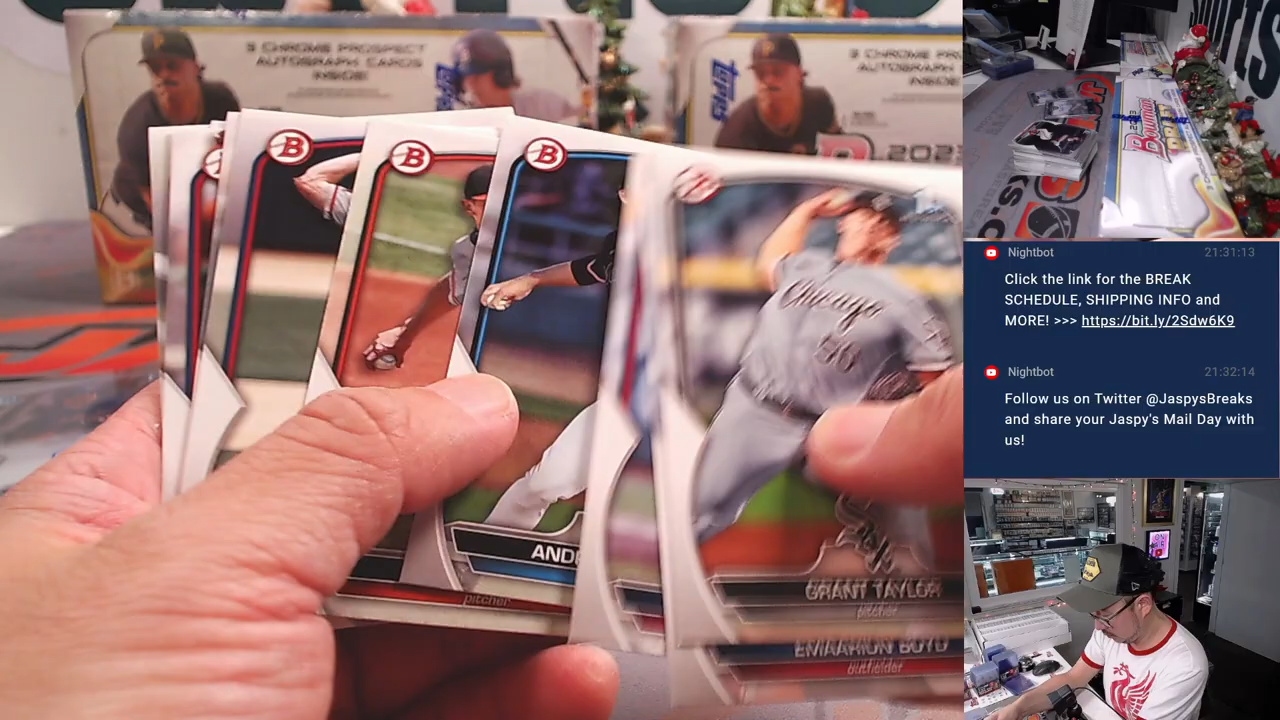 3 CHROME PROSPECT
AUTOGRAPH CARDS
INSIDE!
TOPPS
3 CHROME PROSPECT
AUTOGRAPH CA
INSIDE!
TOPPS
B
B
B
ANDE
pitcher
Chicago
GRANT TAYLOR
pitcher
EMAARION BOYD
outfielder
Bowman
Nightbot
21:31:13
Click the link for the BREAK
SCHEDULE, SHIPPING INFO and
MORE! >>> https://bit.ly/2Sdw6K9
Nightbot
21:32:14
Follow us on Twitter @JaspysBreaks
and share your Jaspy's Mail Day with
us!